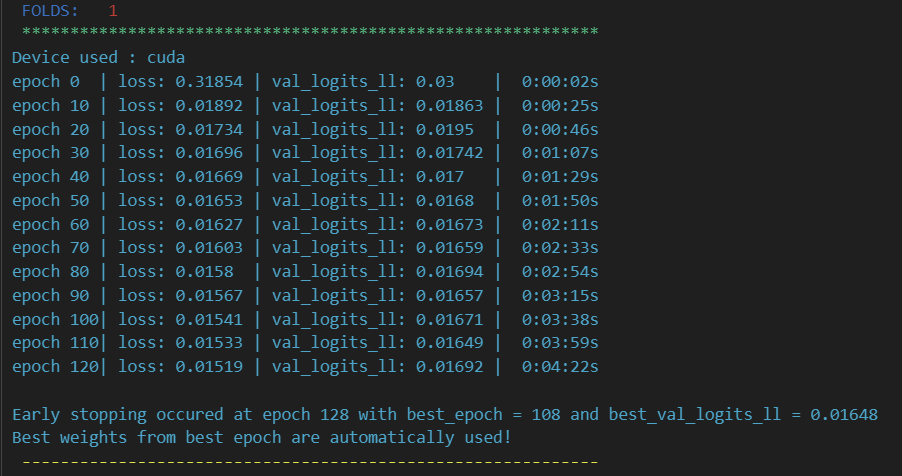 FOLDS: 1
************************************************************
Device used : cuda
epoch 0  | loss: 0.31854 | val_logits_ll: 0.03    |  0:00:02s
epoch 10 | loss: 0.01892 | val_logits_ll: 0.01863 |  0:00:25s
epoch 20 | loss: 0.01734 | val_logits_ll: 0.0195  |  0:00:46s
epoch 30 | loss: 0.01696 | val_logits_ll: 0.01742 |  0:01:07s
epoch 40 | loss: 0.01669 | val_logits_ll: 0.017   |  0:01:29s
epoch 50 | loss: 0.01653 | val_logits_ll: 0.0168  |  0:01:50s
epoch 60 | loss: 0.01627 | val_logits_ll: 0.01673 |  0:02:11s
epoch 70 | loss: 0.01603 | val_logits_ll: 0.01659 |  0:02:33s
epoch 80 | loss: 0.0158  | val_logits_ll: 0.01694 |  0:02:54s
epoch 90 | loss: 0.01567 | val_logits_ll: 0.01657 |  0:03:15s
epoch 100| loss: 0.01541 | val_logits_ll: 0.01671 |  0:03:38s
epoch 110| loss: 0.01533 | val_logits_ll: 0.01649 |  0:03:59s
epoch 120| loss: 0.01519 | val_logits_ll: 0.01692 |  0:04:22s
Early stopping occured at epoch 128 with best_epoch = 108 and best_val_logits_ll = 0.01648
Best weights from best epoch are automatically used!
------------------------------------------------------------